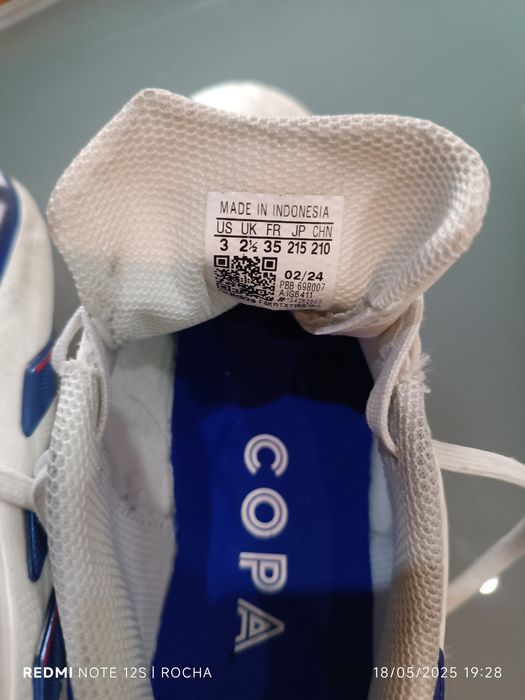 MADE IN INDONESIA
US UK FR JP CHN
3 2½ 35 215 210
02/24
PBB 698007
A:IG6411
COPA
REDMI NOTE 12S | ROCHA
18/05/2025 19:28